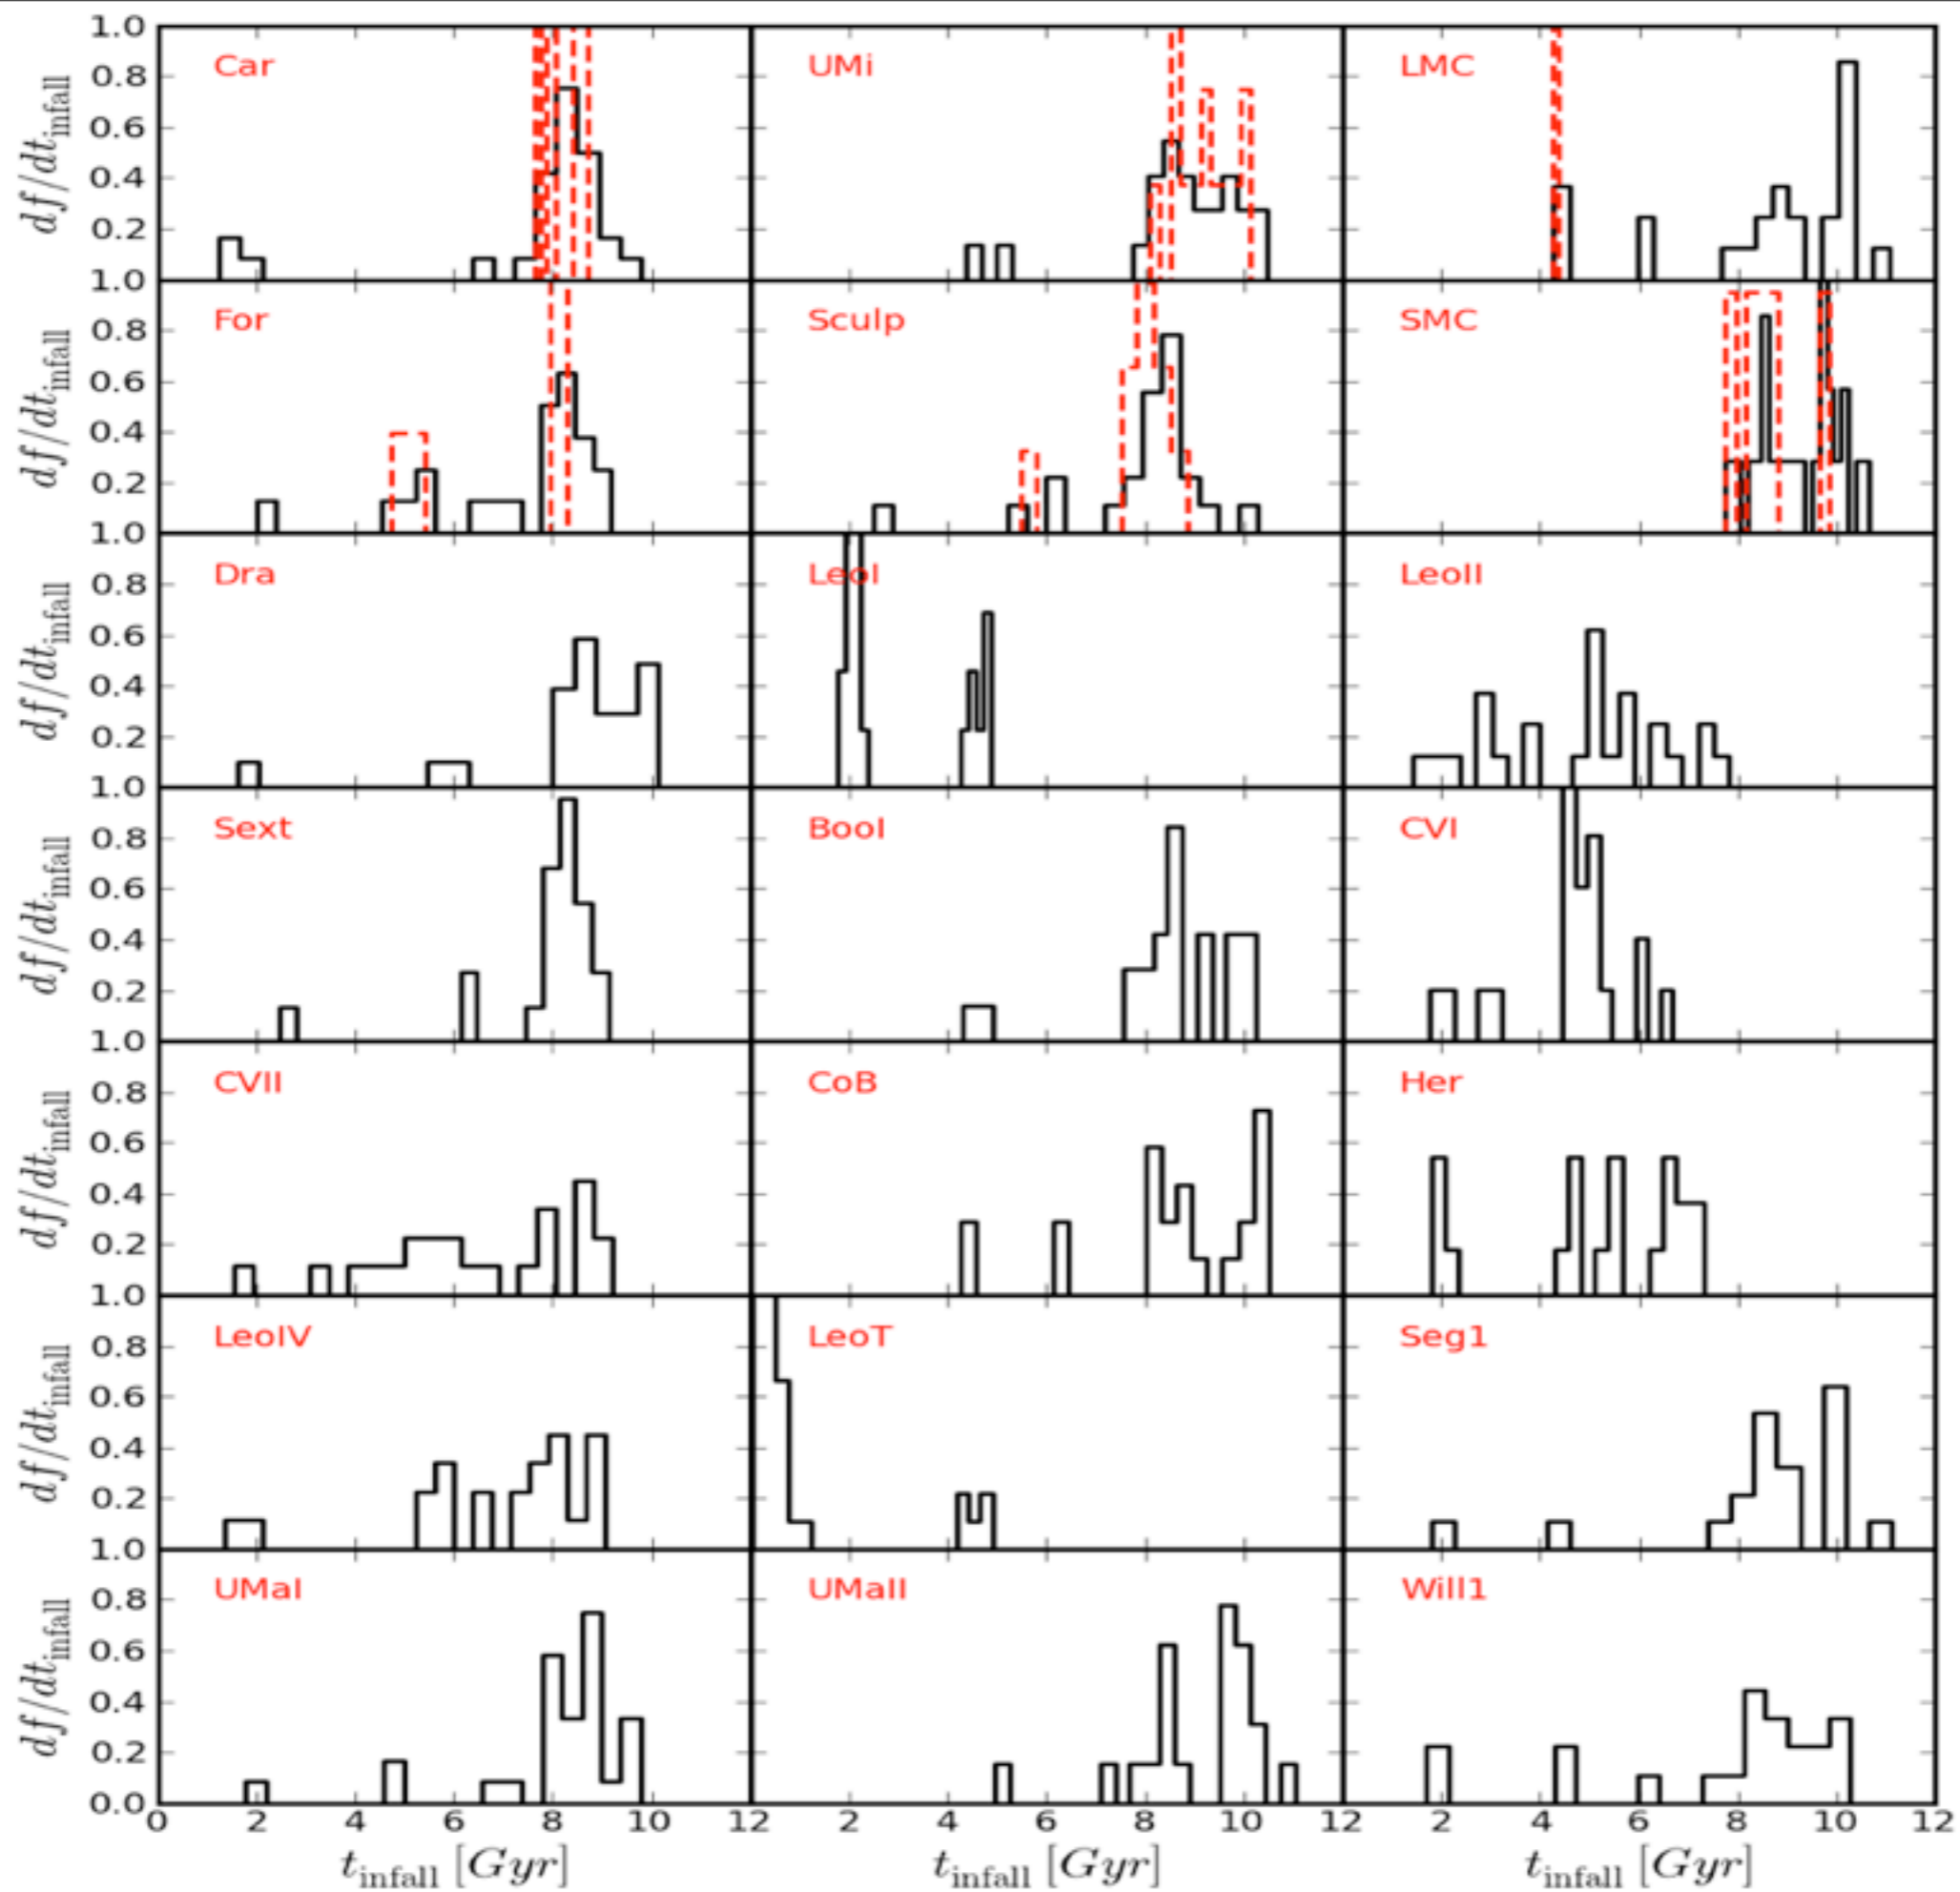 1.0
0.8
0.6
0.4
0.2
df/dt_infall
Car
UMi
LMC
1.0
0.8
0.6
0.4
0.2
df/dt_infall
For
Sculp
SMC
1.0
0.8
0.6
0.4
0.2
df/dt_infall
Dra
LeoI
LeoII
1.0
0.8
0.6
0.4
0.2
df/dt_infall
Sext
BooI
CVI
1.0
0.8
0.6
0.4
0.2
df/dt_infall
CVII
CoB
Her
1.0
0.8
0.6
0.4
0.2
df/dt_infall
LeoIV
LeoT
Seg1
1.0
0.8
0.6
0.4
0.2
0.0
df/dt_infall
UMaI
UMaII
Will1
0 2 4 6 8 10 12 2 4 6 8 10 12 2 4 6 8 10 12
t_infall [Gyr] t_infall [Gyr] t_infall [Gyr]